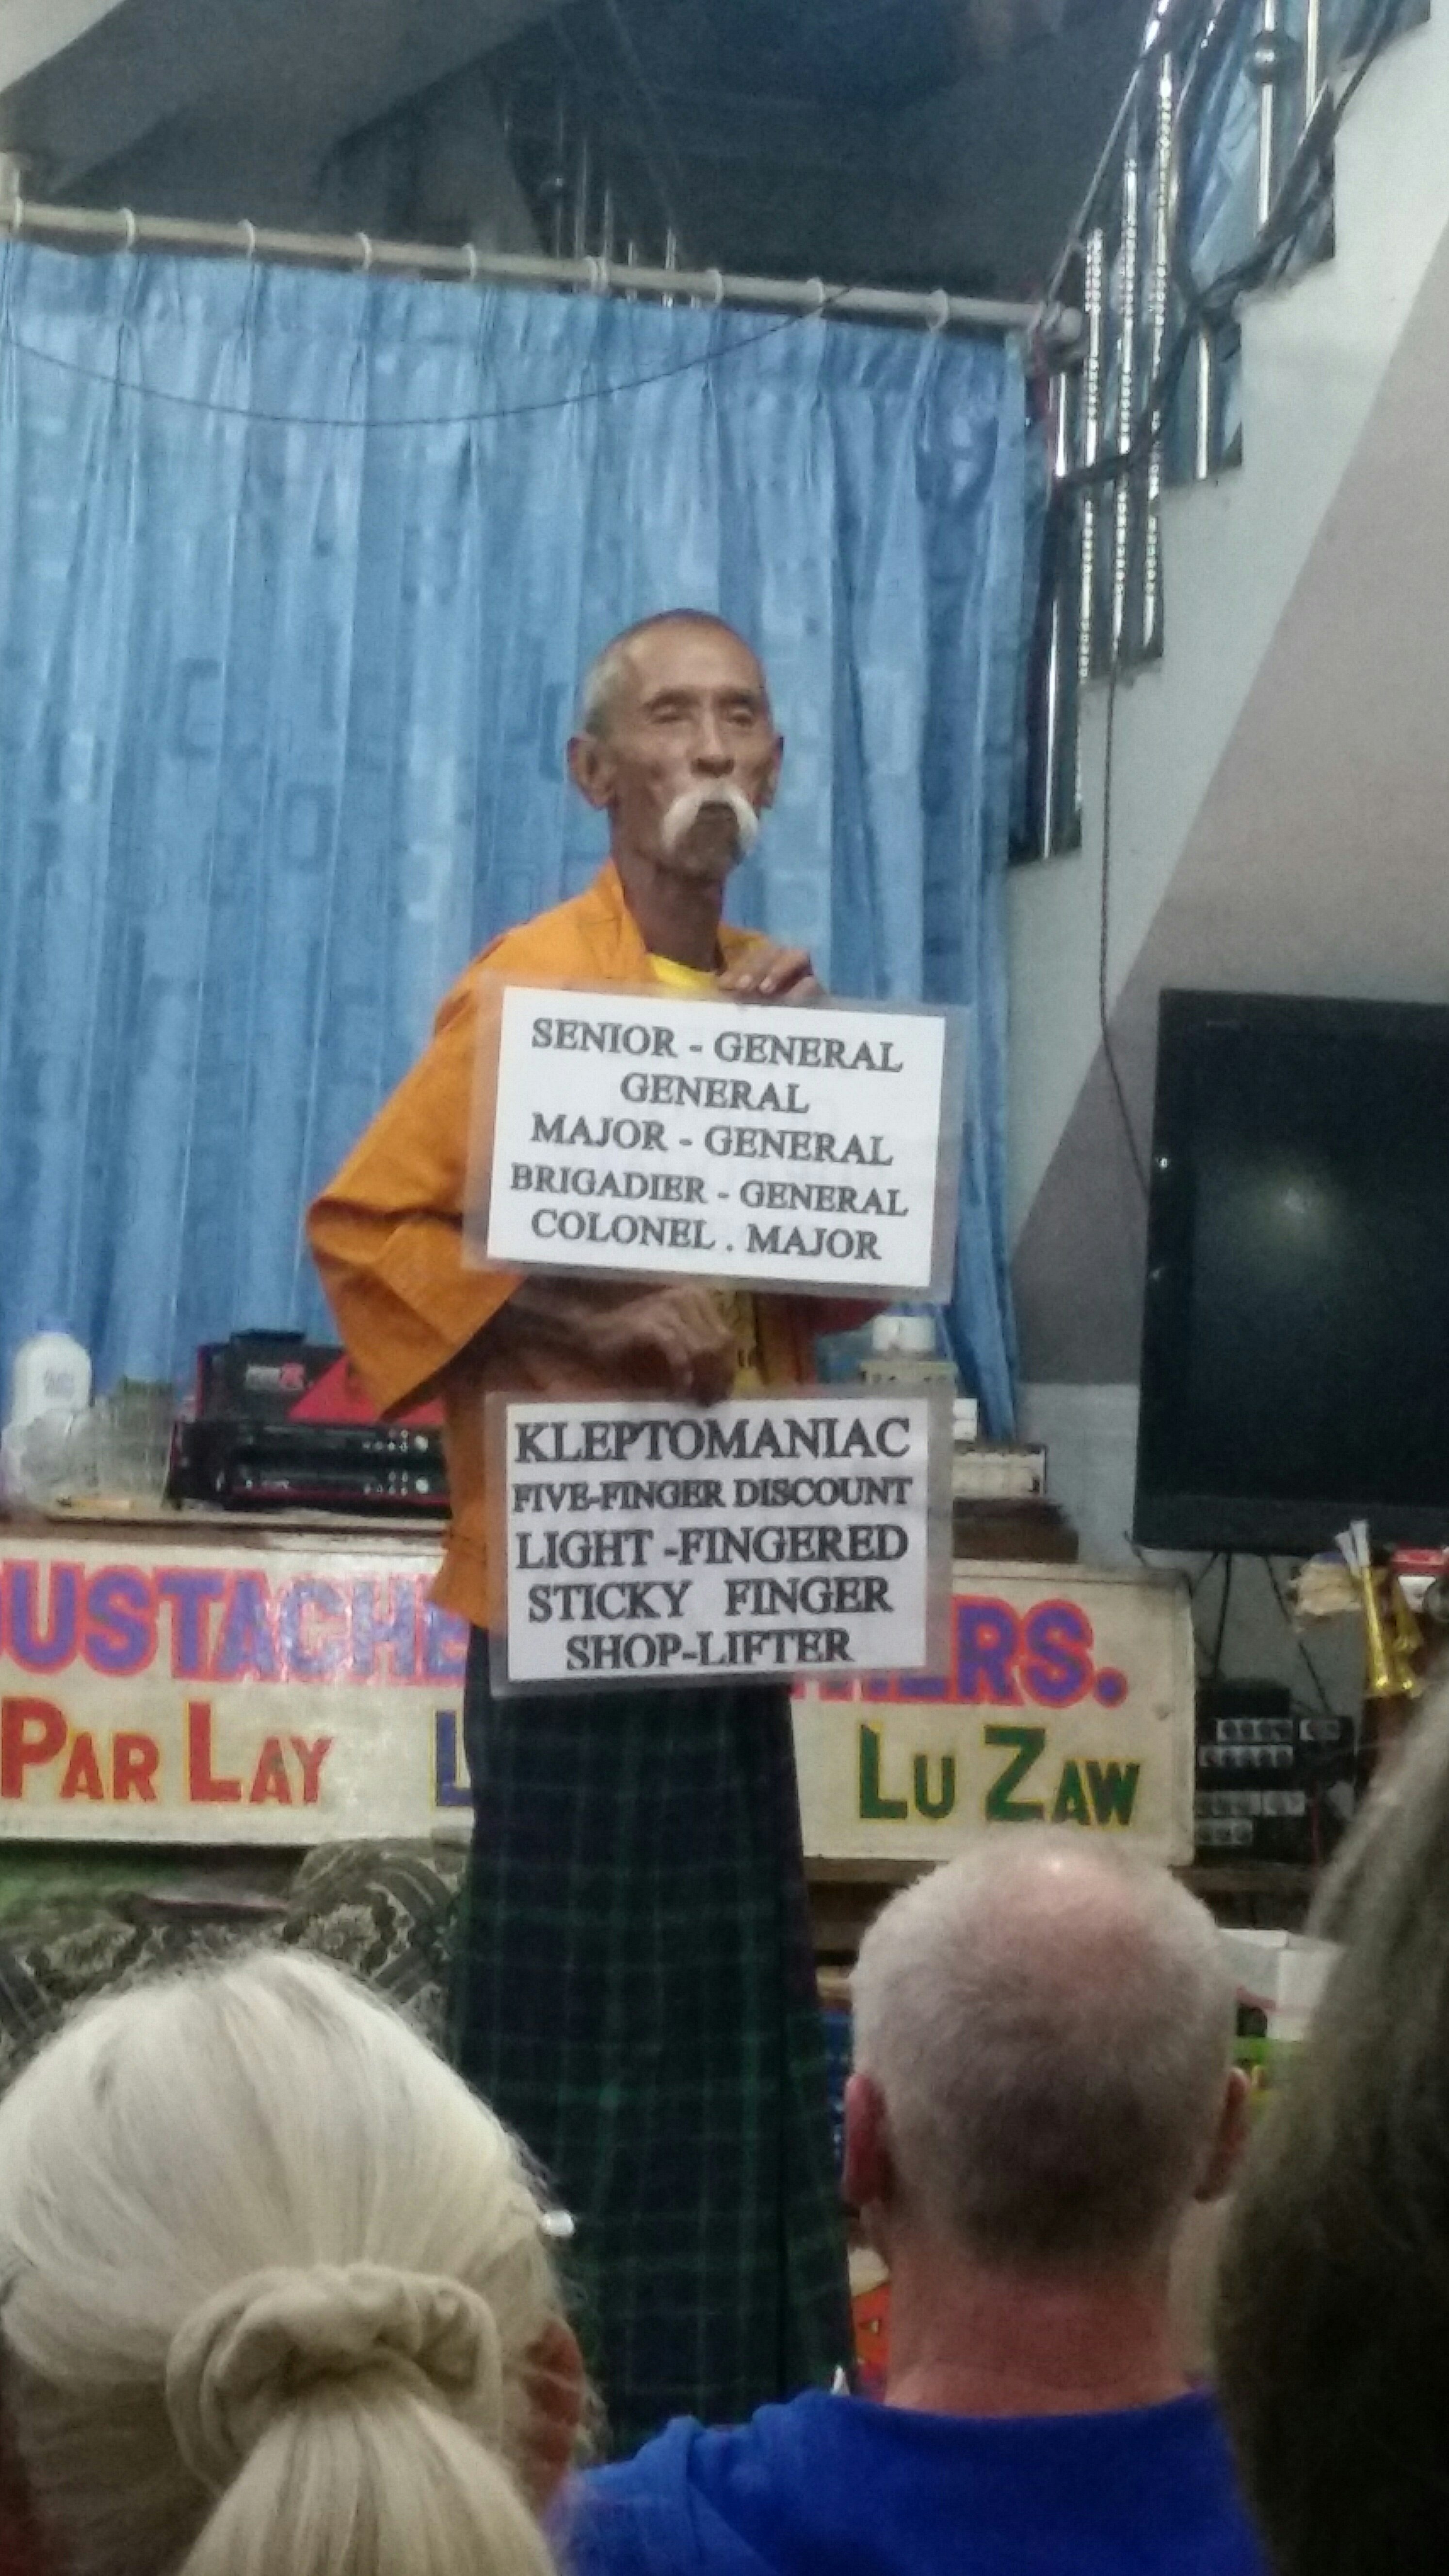 SENIOR - GENERAL
GENERAL
MAJOR - GENERAL
BRIGADIER - GENERAL
COLONEL . MAJOR
KLEPTOMANIAC
FIVE-FINGER DISCOUNT
LIGHT -FINGERED
STICKY FINGER
SHOP-LIFTER
PAR LAY
LU ZAW